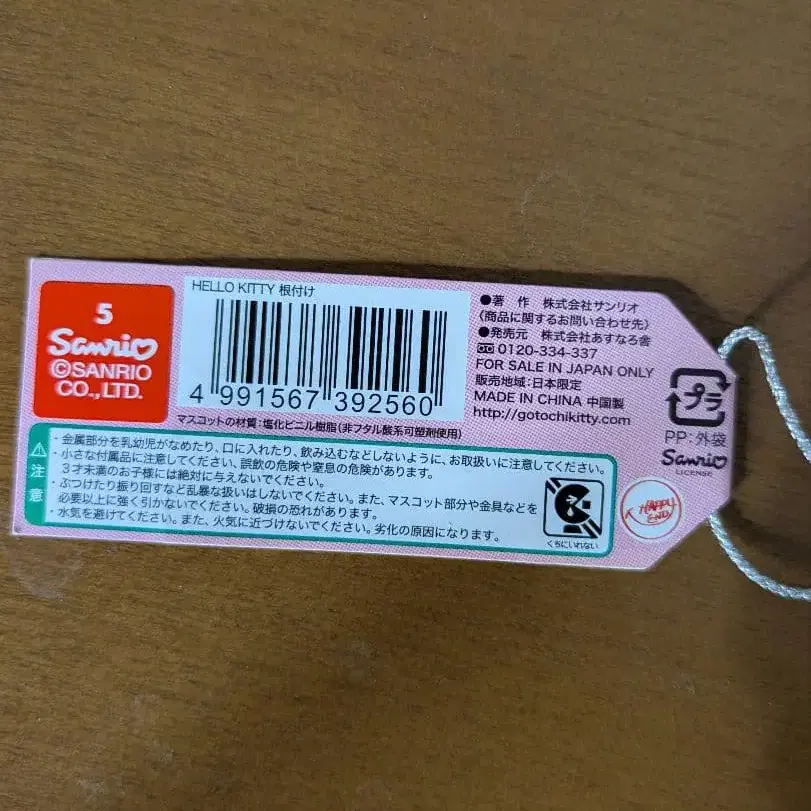 5
Sanrio
©SANRIO
CO.,LTD.
HELLO KITTY 根付け
4 991567 392560
マスコットの材質:塩化ビニル樹脂(非フタル酸系可塑剤使用)
●著 作 株式会社サンリオ
〈商品に関するお問い合わせ先〉
●発売元 株式会社あすなろ舎
0120-334-337
FOR SALE IN JAPAN ONLY
販売地域:日本限定
MADE IN CHINA 中国製
http://gotochikitty.com
プラ
PP:外袋
Sanrio
LICENSE
HAPPY
END
注意
・金属部分を乳幼児がなめたり、口に入れたり、飲み込むなどしないように、お取扱いに注意してください。
・小さな付属品に注意してください。誤飲の危険や窒息の危険があります。
3才未満のお子様には絶対に与えないでください。
・ぶつけたり振り回すなど乱暴な扱いはしないでください。また、マスコット部分や金具などを
必要以上に強く引かないでください。破損の恐れがあります。
・水気を避けてください。また、火気に近づけないでください。劣化の原因になります。
くちにいれない